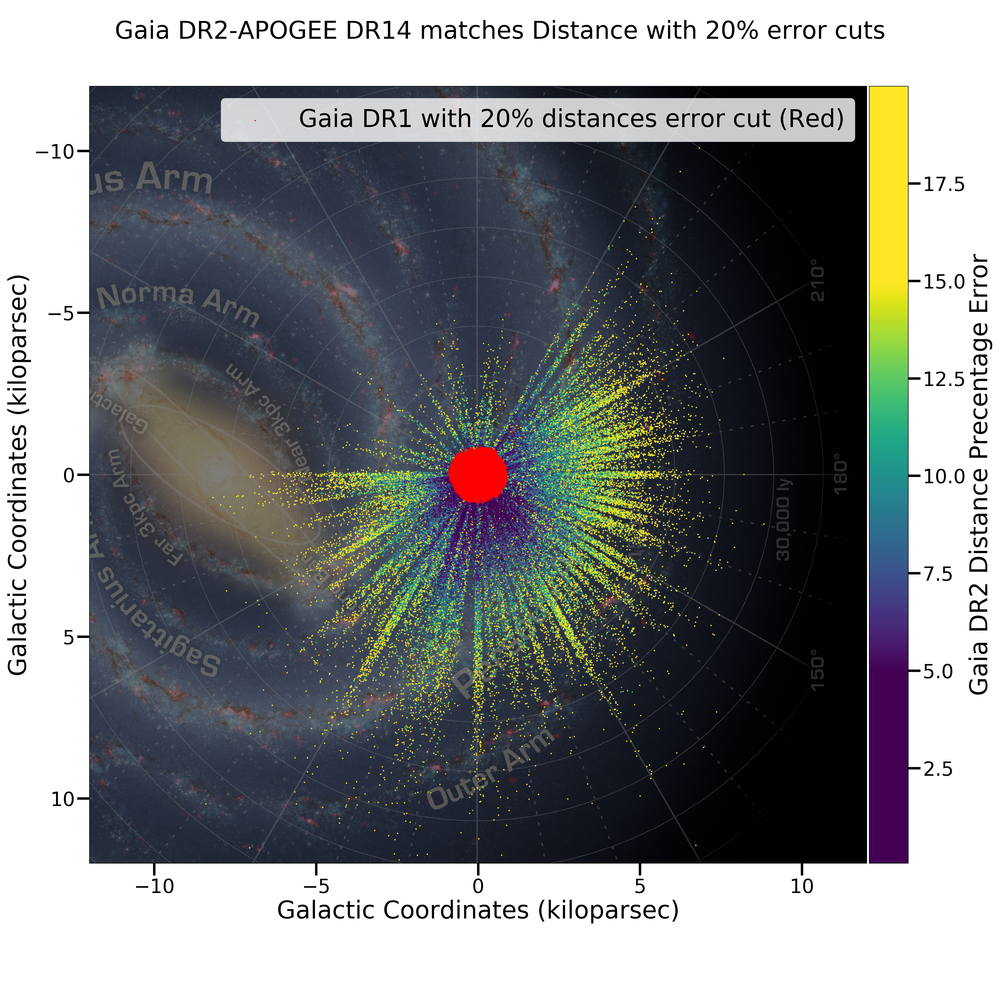 Gaia DR2-APOGEE DR14 matches Distance with 20% error cuts
Gaia DR1 with 20% distances error cut (Red)
−10
−5
0
5
10
Galactic Coordinates (kiloparsec)
−10
−5
0
5
10
Galactic Coordinates (kiloparsec)
17.5
15.0
12.5
10.0
7.5
5.0
2.5
Gaia DR2 Distance Precentage Error
us Arm
Norma Arm
Near 3kpc Arm
Galactic
Far 3kpc Arm
Sagittarius A
Outer Arm
210°
180°
30,000 ly
150°